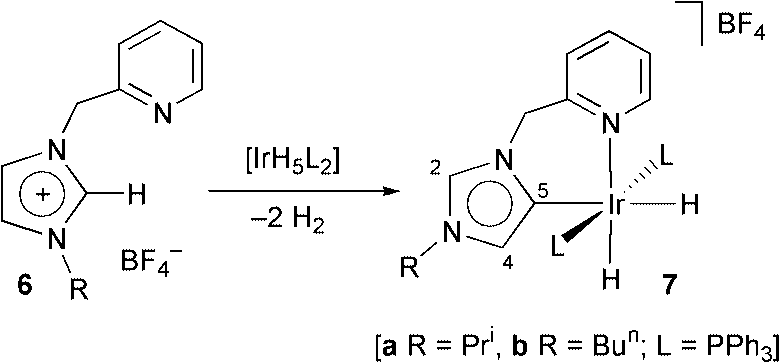 ] BF₄
N
N
N
+
H
N
R
BF₄⁻
6
[IrH₅L₂]
–2 H₂
N
L
2
N
5
Ir
H
N
L
R
4
H
7
[a R = Prⁱ, b R = Buⁿ; L = PPh₃]